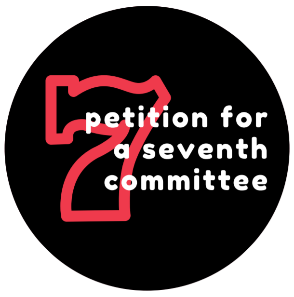 7
petition for
a seventh
committee